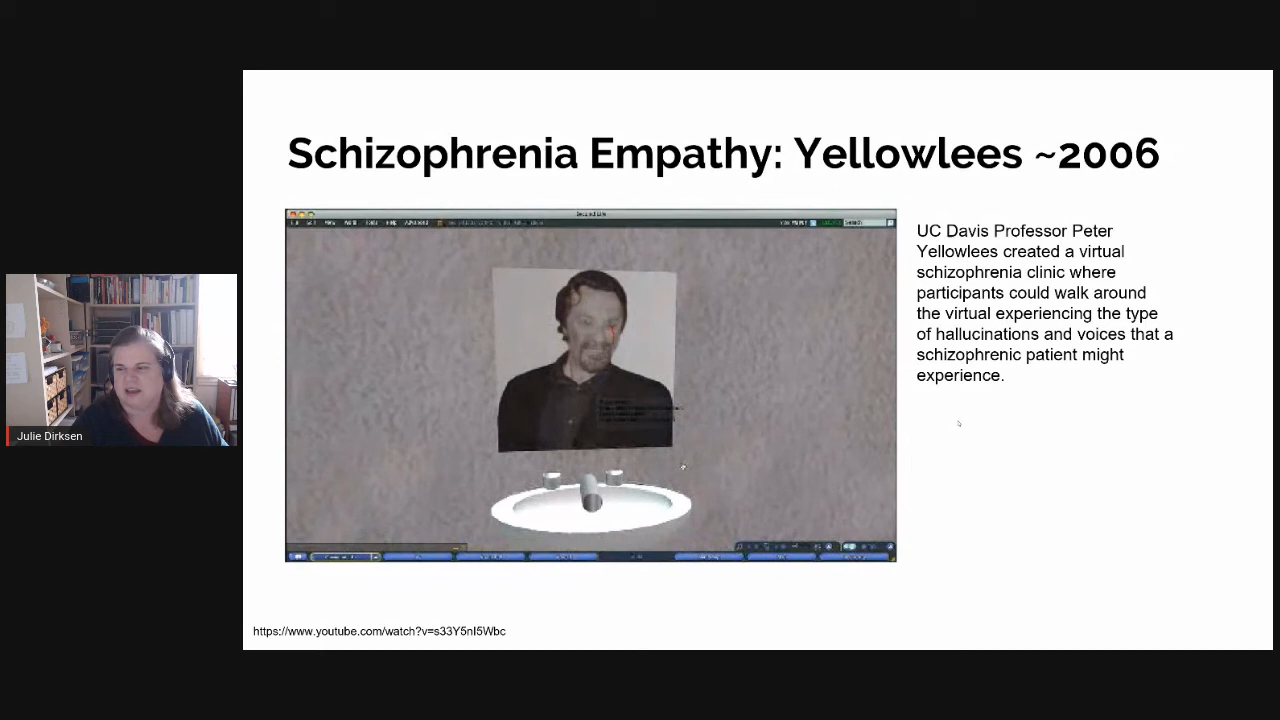 Schizophrenia Empathy: Yellowlees ~2006
Second Life
UC Davis Professor Peter
Yellowlees created a virtual
schizophrenia clinic where
participants could walk around
the virtual experiencing the type
of hallucinations and voices that a
schizophrenic patient might
experience.
Julie Dirksen
https://www.youtube.com/watch?v=s33Y5nI5Wbc